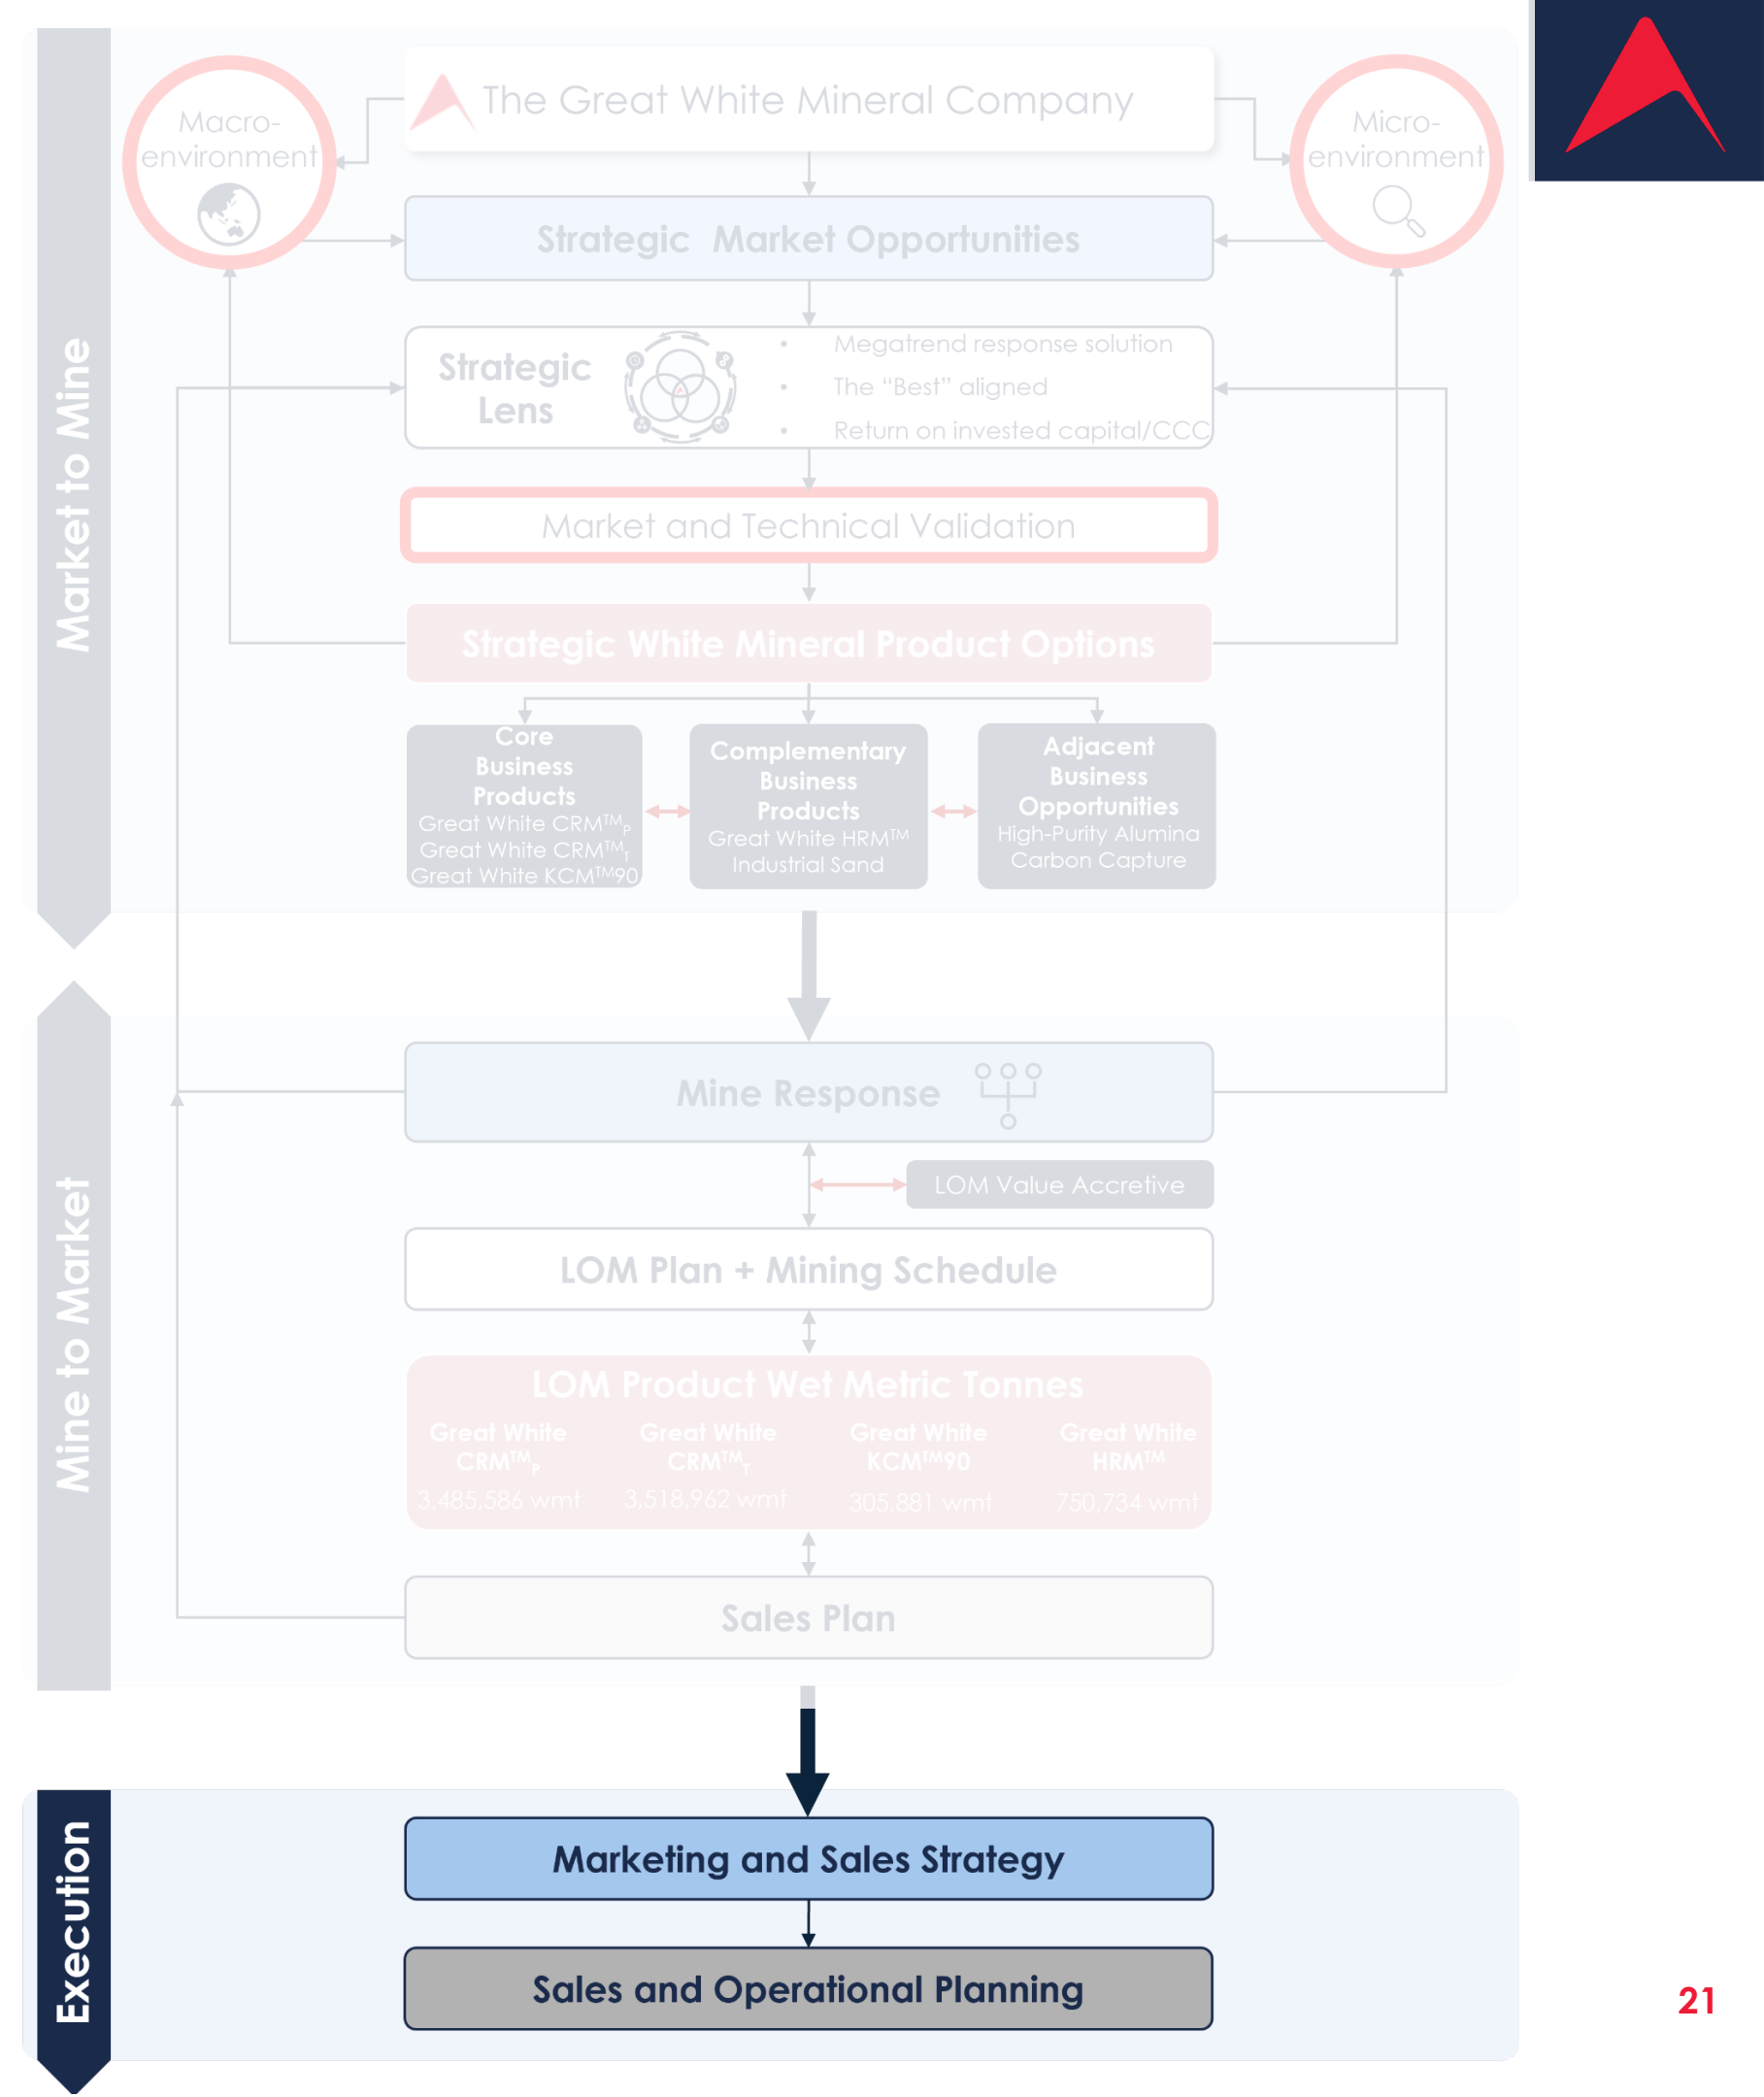 The Great White Mineral Company
Macro-
environment
Micro-
environment
Strategic Market Opportunities
Strategic
Lens
• Megatrend response solution
• The “Best” aligned
• Return on invested capital/CCC
Market and Technical Validation
Strategic White Mineral Product Options
Core
Business
Products
Great White CRM™P
Great White CRM™T
Great White KCM™90
Complementary
Business
Products
Great White HRM™
Industrial Sand
Adjacent
Business
Opportunities
High-Purity Alumina
Carbon Capture
Market to Mine
Mine Response
LOM Value Accretive
LOM Plan + Mining Schedule
LOM Product Wet Metric Tonnes
Great White
CRM™P
3,485,586 wmt
Great White
CRM™T
3,518,962 wmt
Great White
KCM™90
305,881 wmt
Great White
HRM™
750,734 wmt
Sales Plan
Mine to Market
Marketing and Sales Strategy
Sales and Operational Planning
Execution
21